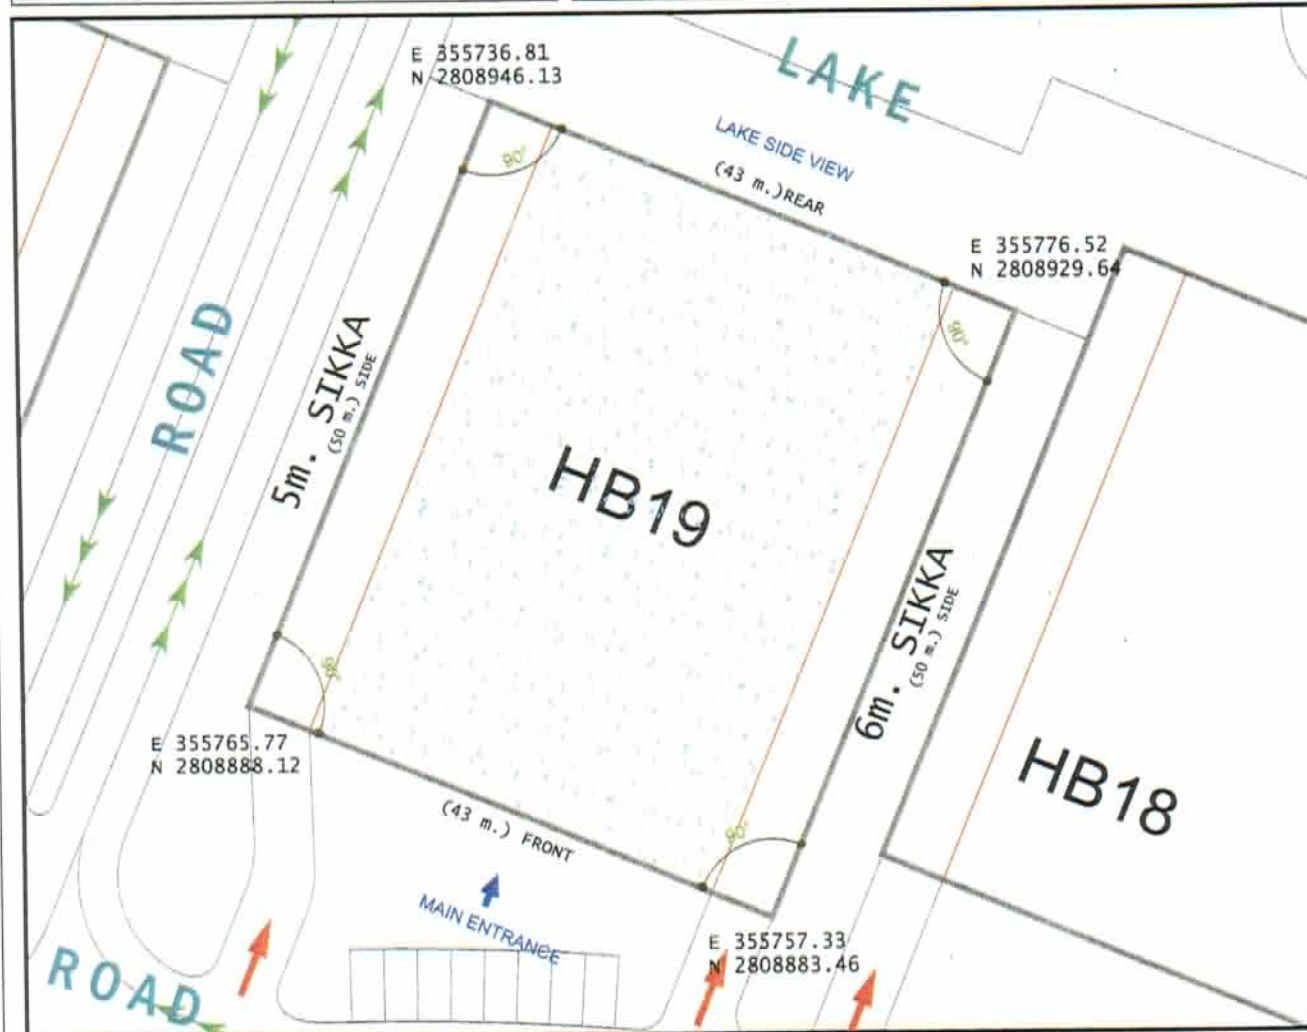 E 355736.81
N 2808946.13
LAKE
LAKE SIDE VIEW
(43 m.)REAR
90°
E 355776.52
N 2808929.64
90°
ROAD
5m. SIKKA
(50 m.) SIDE
HB19
6m. SIKKA
(50 m.) SIDE
HB18
90°
E 355765.77
N 2808888.12
(43 m.) FRONT
90°
MAIN ENTRANCE
E 355757.33
N 2808883.46
ROAD